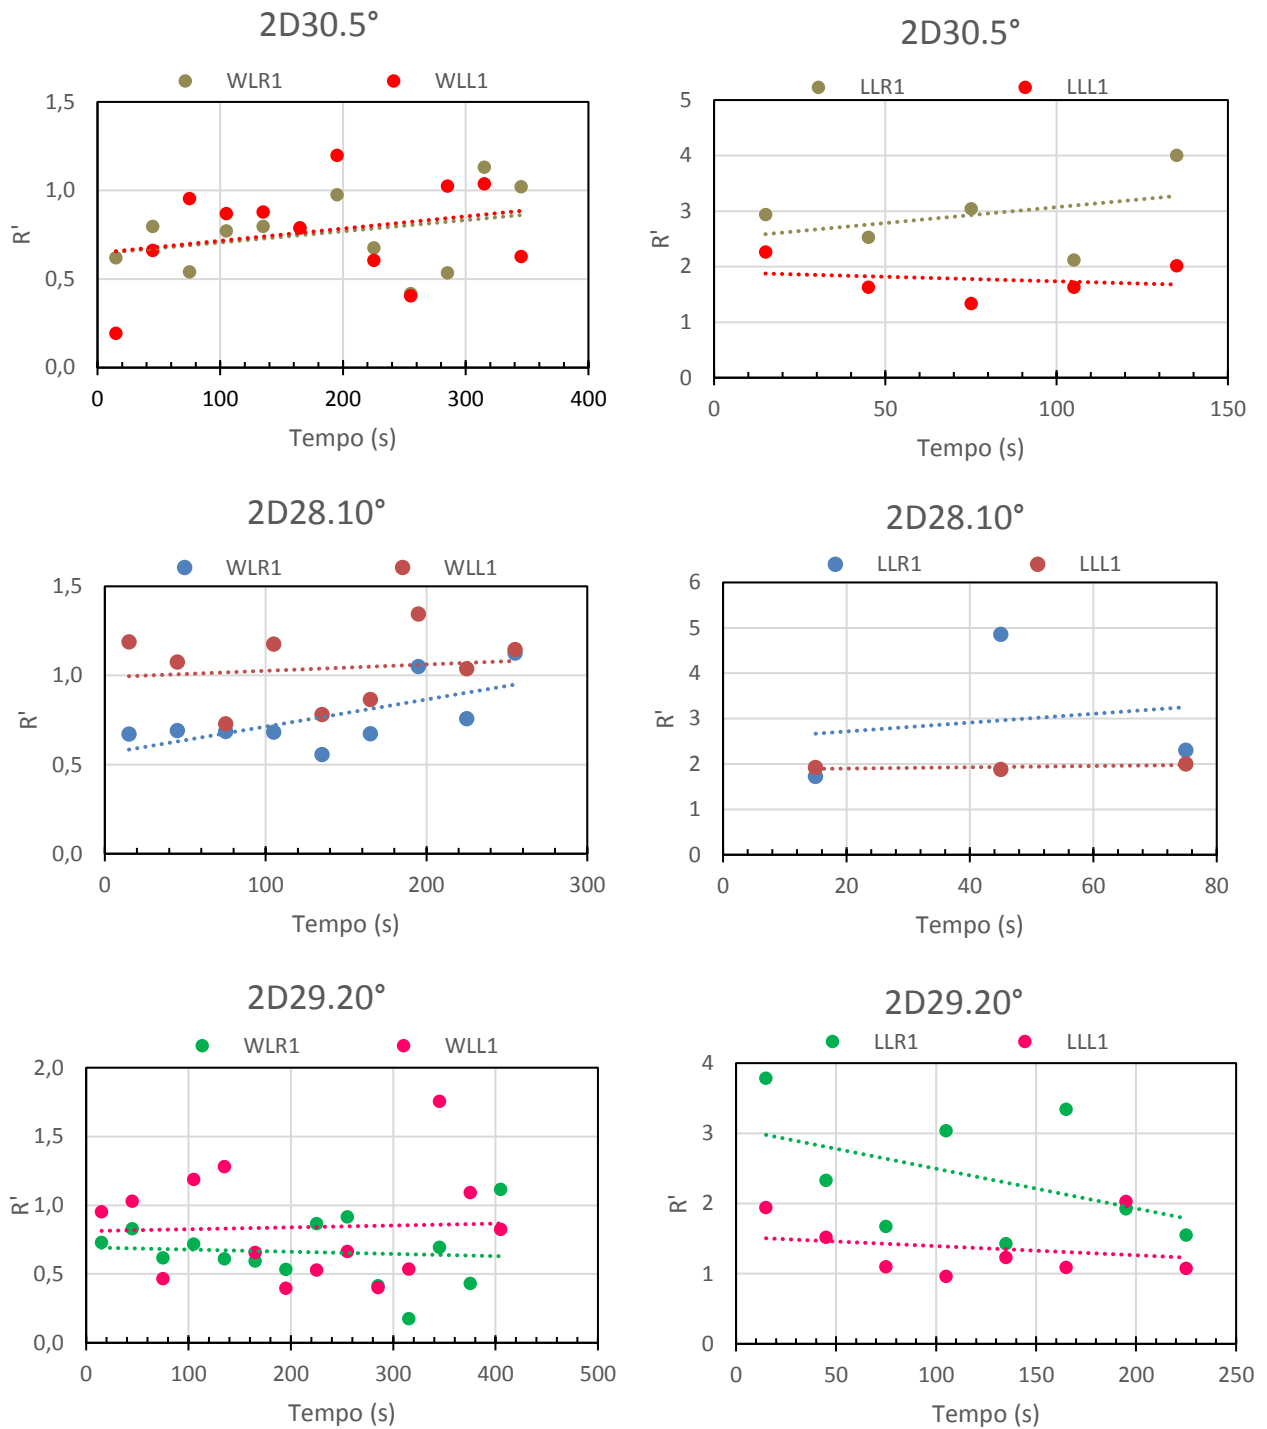 2D30.5°
WLR1 WLL1
1,5
1,0
0,5
0,0
R'
0 100 200 300 400
Tempo (s)
2D30.5°
LLR1 LLL1
5
4
3
2
1
0
R'
0 50 100 150
Tempo (s)
2D28.10°
WLR1 WLL1
1,5
1,0
0,5
0,0
R'
0 100 200 300
Tempo (s)
2D28.10°
LLR1 LLL1
6
5
4
3
2
1
0
R'
0 20 40 60 80
Tempo (s)
2D29.20°
WLR1 WLL1
2,0
1,5
1,0
0,5
0,0
R'
0 100 200 300 400 500
Tempo (s)
2D29.20°
LLR1 LLL1
4
3
2
1
0
R'
0 50 100 150 200 250
Tempo (s)